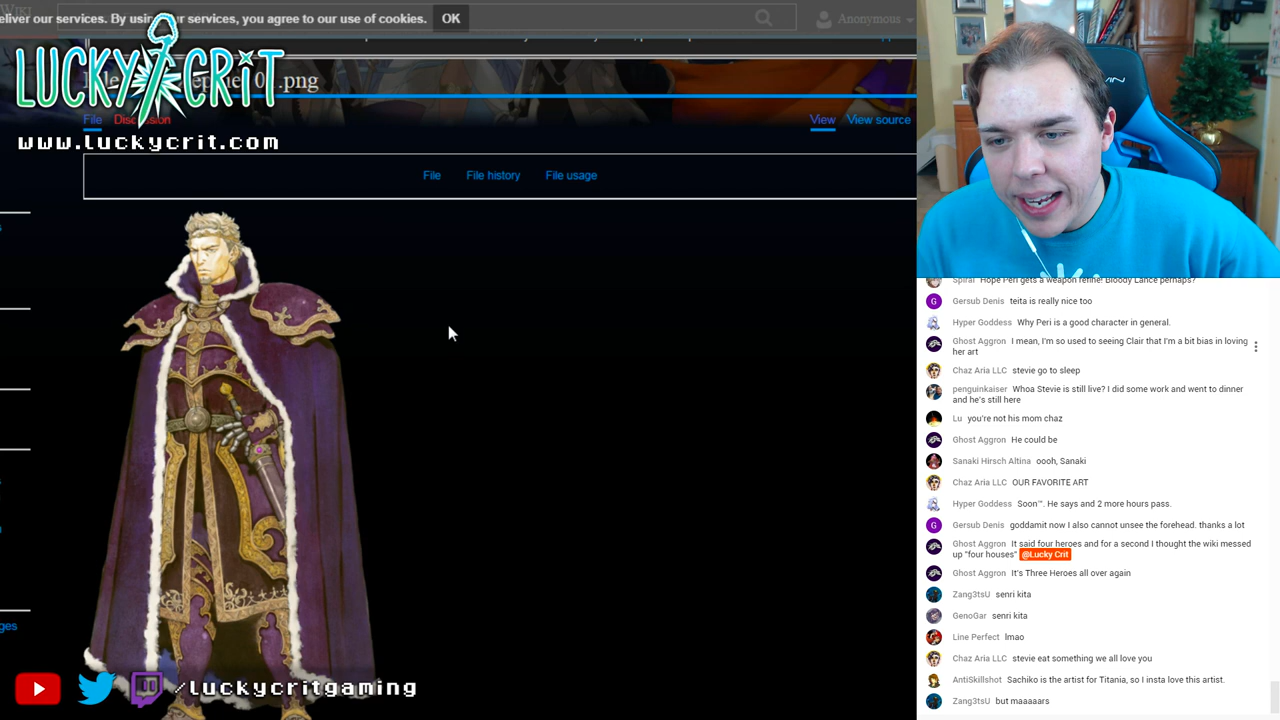 eliver our services. By using our services, you agree to our use of cookies.
OK
Anonymous
LUCKY CRIT
.png
File
Discussion
View
View source
www.luckycrit.com
File
File history
File usage
ges
/luckycritgaming
Spiral Hope Peri gets a weapon refine! Bloody Lance perhaps?
G Gersub Denis teita is really nice too
Hyper Goddess Why Peri is a good character in general.
Ghost Aggron I mean, I'm so used to seeing Clair that I'm a bit bias in loving
her art
Chaz Aria LLC stevie go to sleep
penguinkaiser Whoa Stevie is still live? I did some work and went to dinner
and he's still here
Lu you're not his mom chaz
Ghost Aggron He could be
Sanaki Hirsch Altina oooh, Sanaki
Chaz Aria LLC OUR FAVORITE ART
Hyper Goddess Soon™. He says and 2 more hours pass.
G Gersub Denis goddamit now I also cannot unsee the forehead. thanks a lot
Ghost Aggron It said four heroes and for a second I thought the wiki messed
up "four houses" @Lucky Crit
Ghost Aggron It's Three Heroes all over again
Zang3tsU senri kita
GenoGar senri kita
Line Perfect lmao
Chaz Aria LLC stevie eat something we all love you
AntiSkillshot Sachiko is the artist for Titania, so I insta love this artist.
Zang3tsU but maaaaars